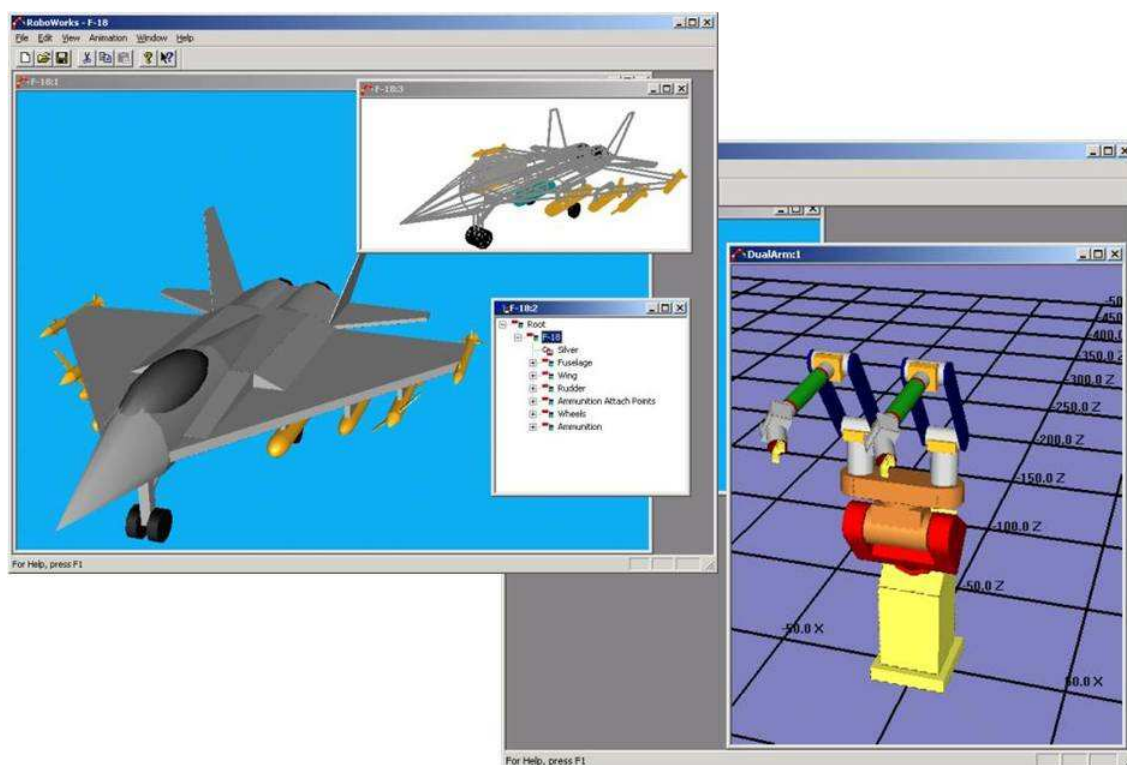 RoboWorks - F-18
File Edit View Animation Window Help
F-18:1
F-18:3
F-18:2
Root
F-18
Silver
Fuselage
Wing
Rudder
Ammunition Attach Points
Wheels
Ammunition
For Help, press F1
DualArm:1
-450
-400.
-350.0 Z
-300.0 Z
-250.0 Z
-200.0 Z
-150.0 Z
-100.0 Z
-50.0 Z
-50.0 X
50.0 X
For Help, press F1